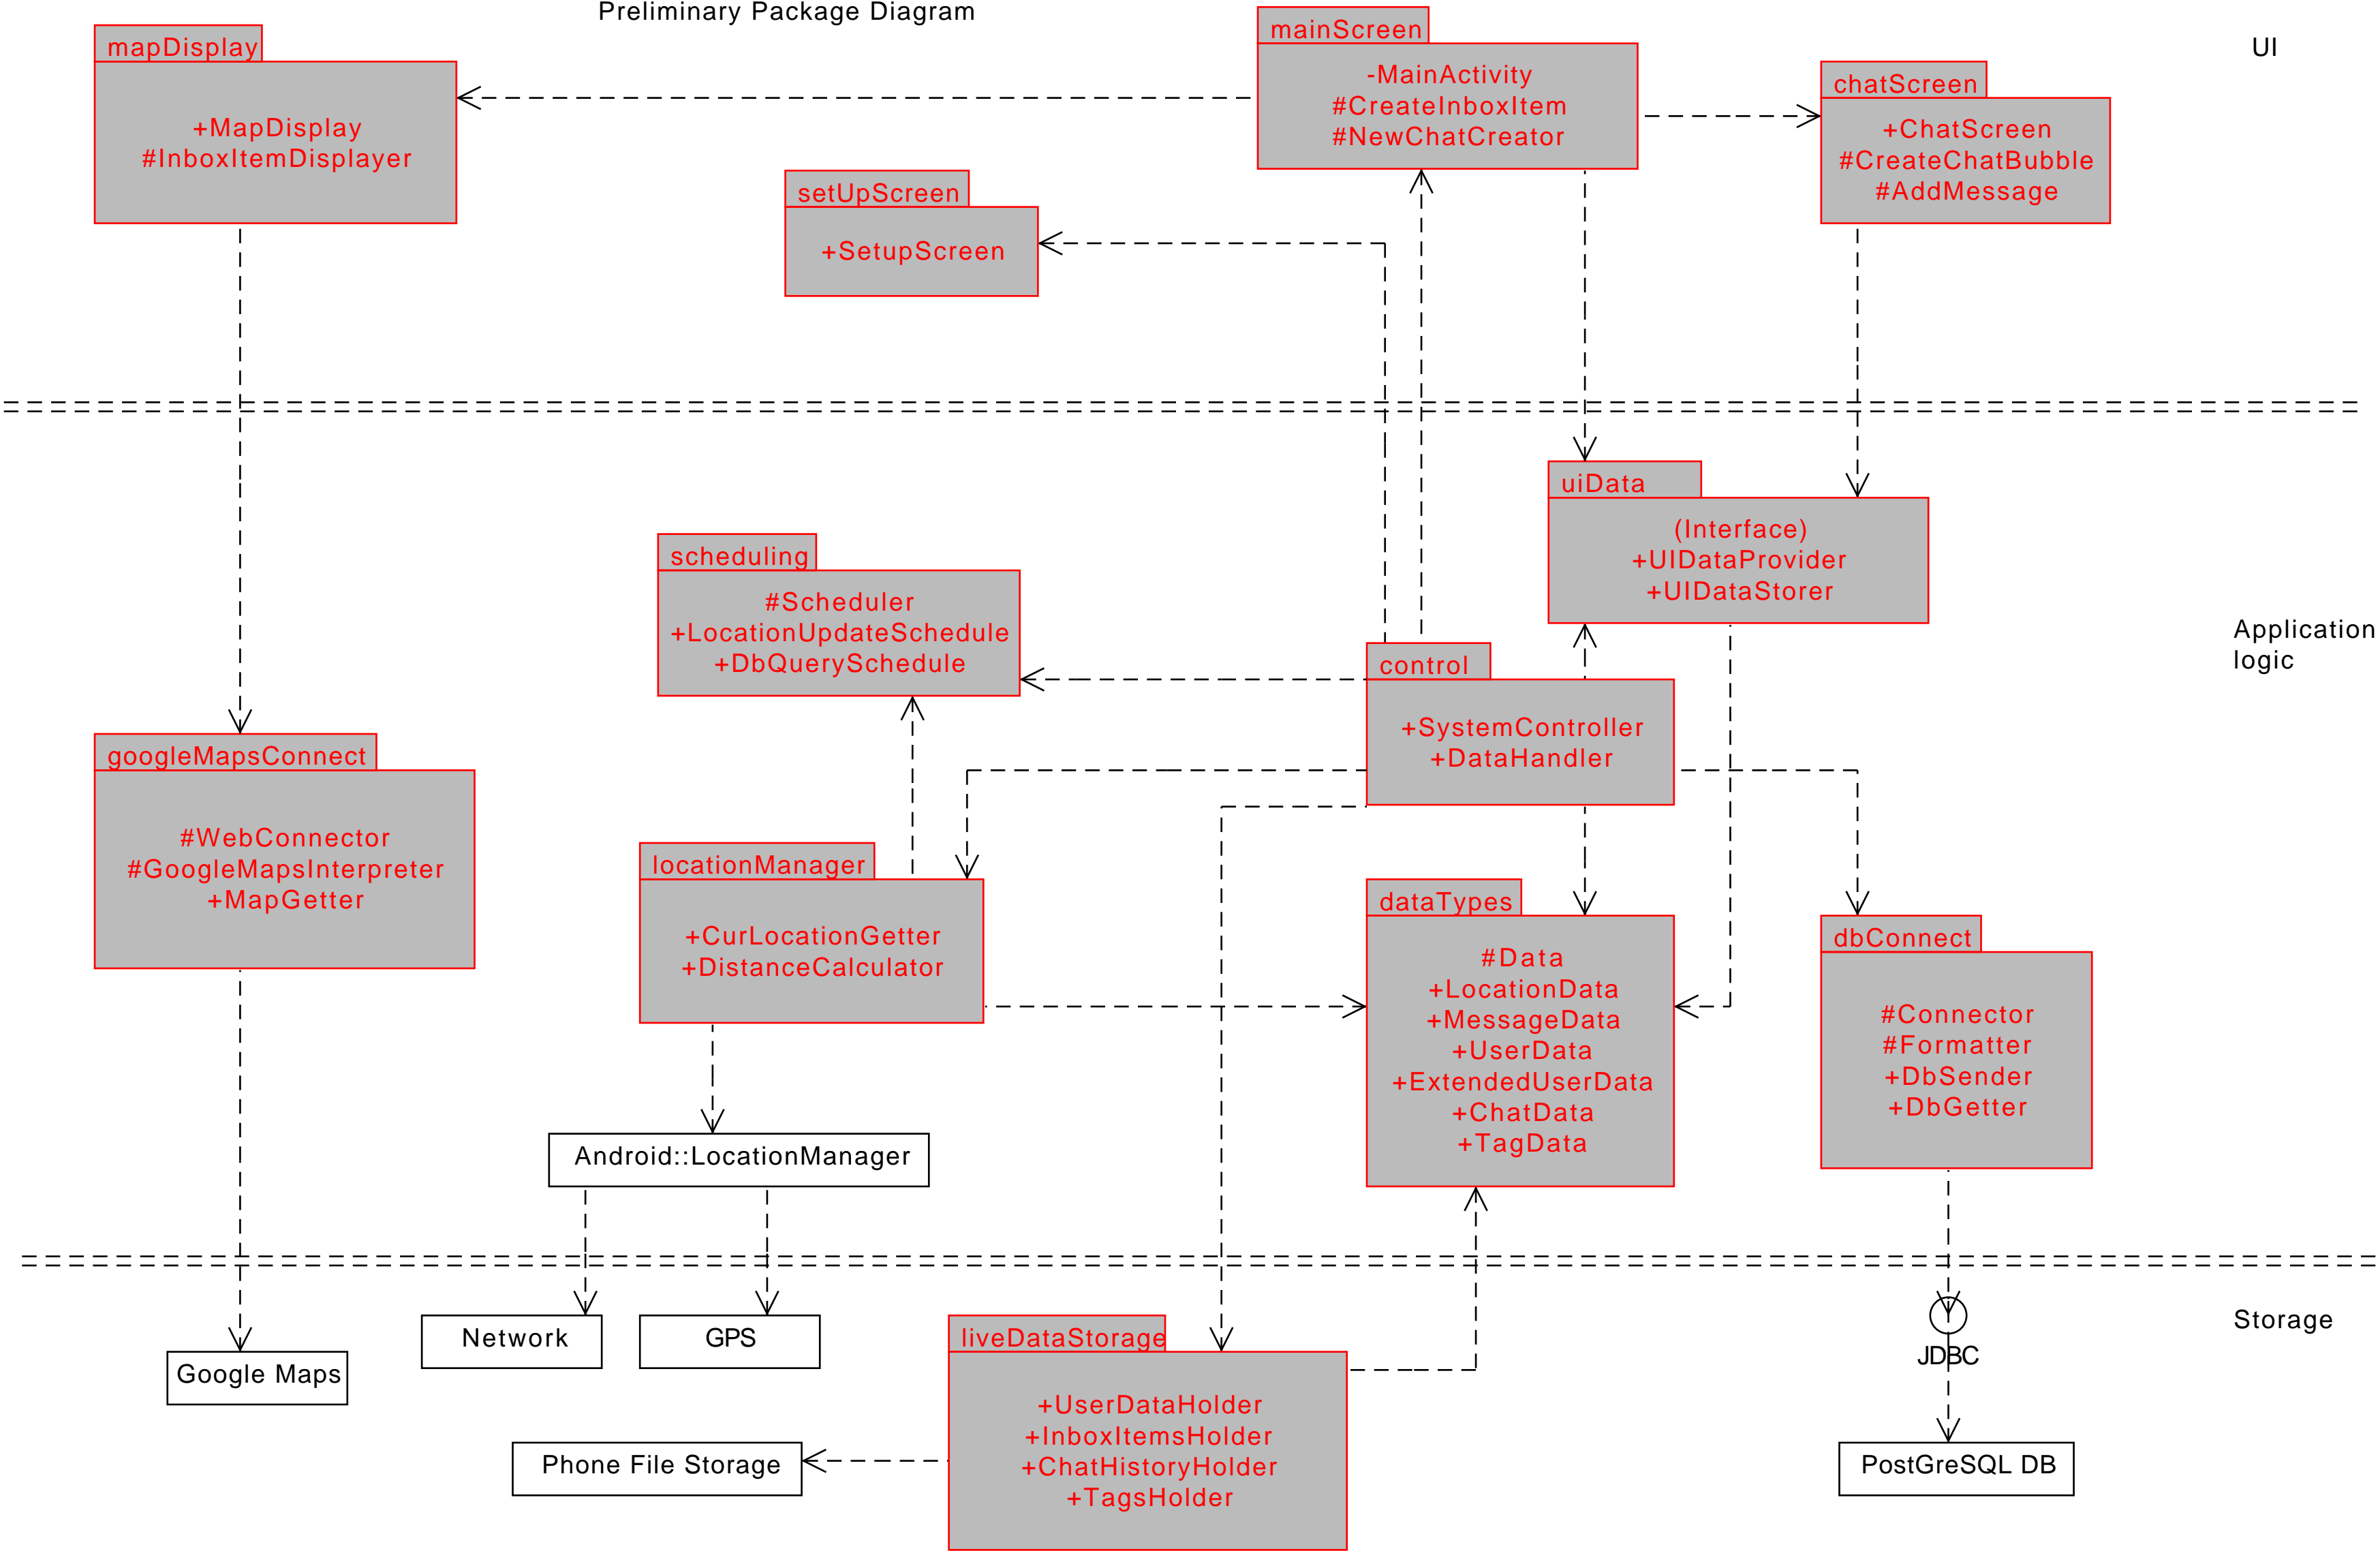 Preliminary Package Diagram
mapDisplay
+MapDisplay
#InboxItemDisplayer
mainScreen
-MainActivity
#CreateInboxItem
#NewChatCreator
chatScreen
+ChatScreen
#CreateChatBubble
#AddMessage
UI
setUpScreen
+SetupScreen
uiData
(Interface)
+UIDataProvider
+UIDataStorer
scheduling
#Scheduler
+LocationUpdateSchedule
+DbQuerySchedule
control
+SystemController
+DataHandler
Application
logic
googleMapsConnect
#WebConnector
#GoogleMapsInterpreter
+MapGetter
locationManager
+CurLocationGetter
+DistanceCalculator
dataTypes
#Data
+LocationData
+MessageData
+UserData
+ExtendedUserData
+ChatData
+TagData
dbConnect
#Connector
#Formatter
+DbSender
+DbGetter
Android::LocationManager
Network
GPS
Google Maps
liveDataStorage
+UserDataHolder
+InboxItemsHolder
+ChatHistoryHolder
+TagsHolder
JDBC
Storage
Phone File Storage
PostGreSQL DB